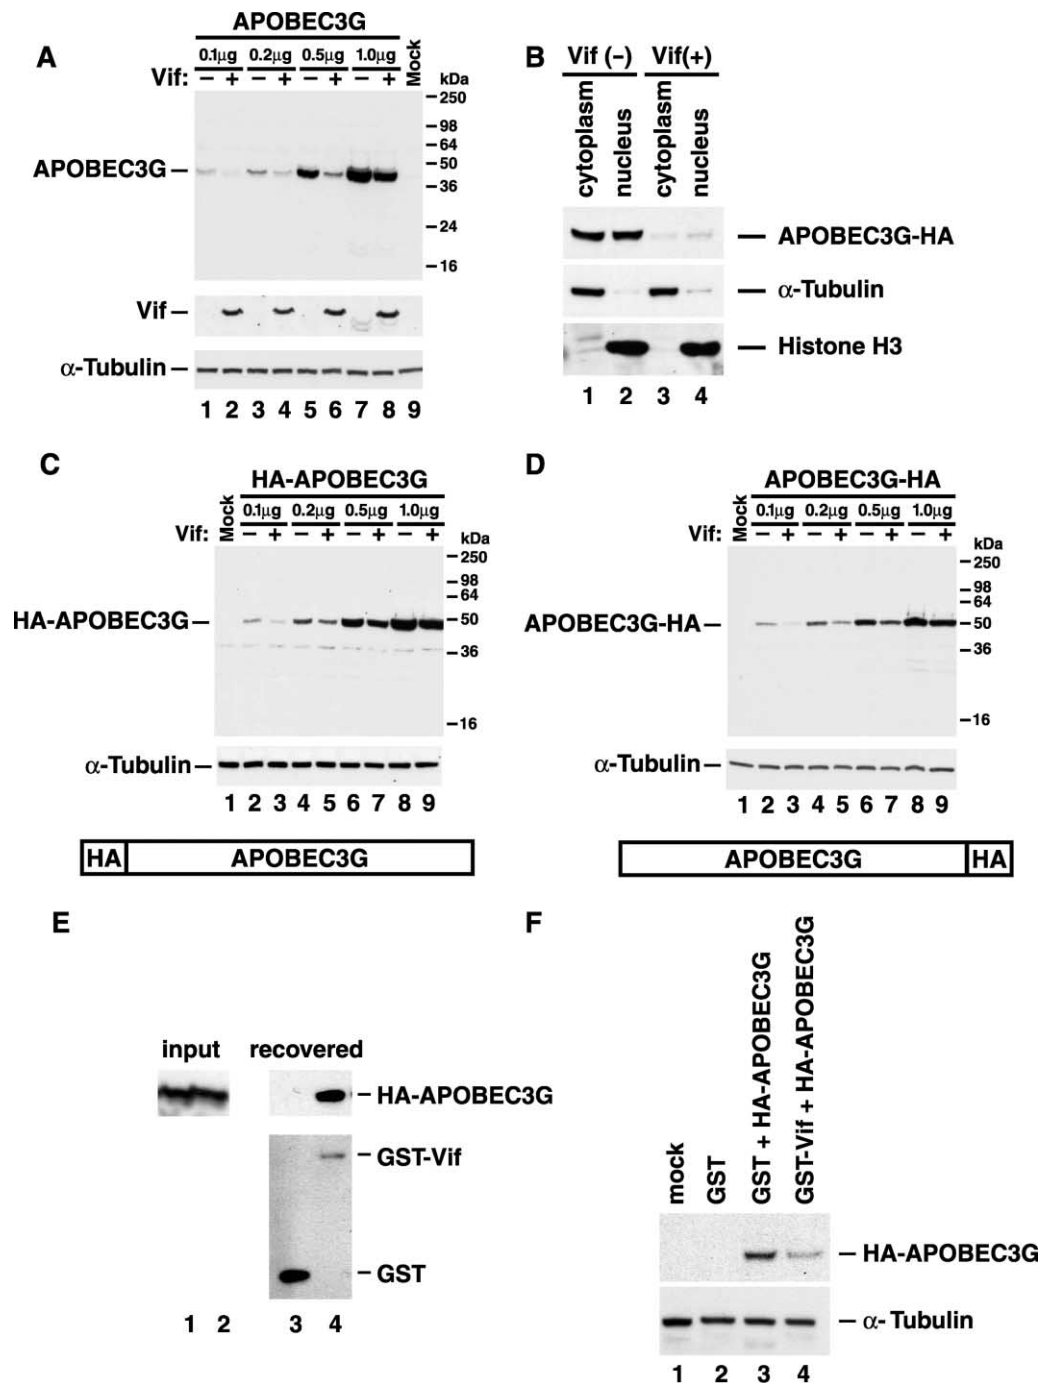 A
APOBEC3G
0.1µg 0.2µg 0.5µg 1.0µg Mock
Vif: – + – + – + – + kDa
250
98
64
50
APOBEC3G
36
24
16
Vif
α-Tubulin
1 2 3 4 5 6 7 8 9
B
Vif (-) Vif(+)
cytoplasm nucleus cytoplasm nucleus
APOBEC3G-HA
α-Tubulin
Histone H3
1 2 3 4
C
HA-APOBEC3G
Mock 0.1µg 0.2µg 0.5µg 1.0µg
Vif: – + – + – + – + kDa
250
98
64
HA-APOBEC3G 50
36
16
α-Tubulin
1 2 3 4 5 6 7 8 9
HA APOBEC3G
D
APOBEC3G-HA
Mock 0.1µg 0.2µg 0.5µg 1.0µg
Vif: – + – + – + – + kDa
250
98
64
APOBEC3G-HA 50
36
16
α-Tubulin
1 2 3 4 5 6 7 8 9
APOBEC3G HA
E
input recovered
HA-APOBEC3G
GST-Vif
GST
1 2 3 4
F
mock GST GST + HA-APOBEC3G GST-Vif + HA-APOBEC3G
HA-APOBEC3G
α- Tubulin
1 2 3 4